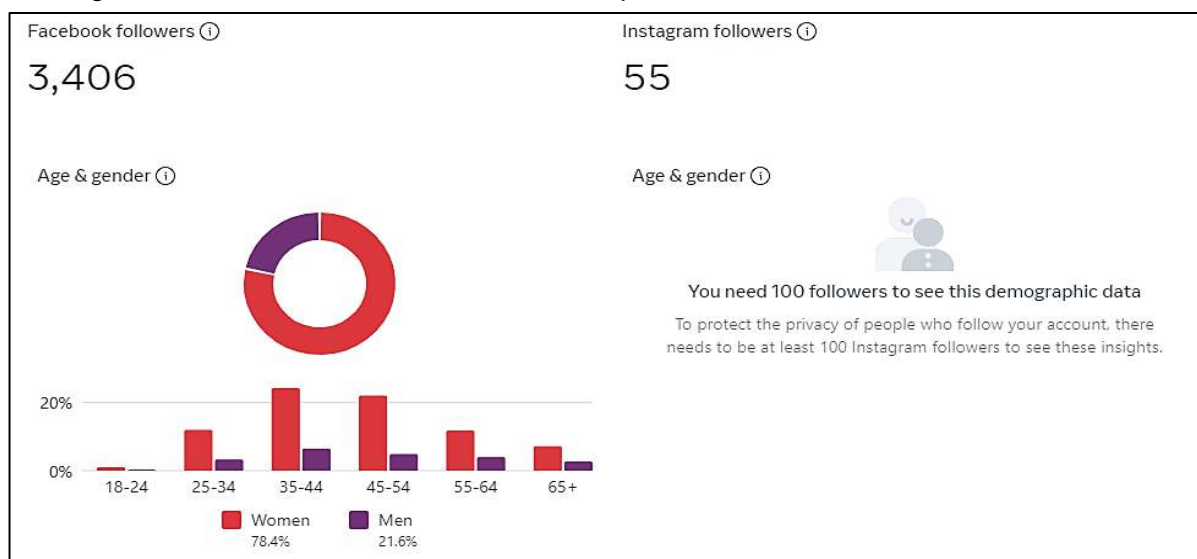 Facebook followers
3,406
Age & gender
20%
0%
18-24 25-34 35-44 45-54 55-64 65+
Women Men
78.4% 21.6%
Instagram followers
55
Age & gender
You need 100 followers to see this demographic data
To protect the privacy of people who follow your account, there
needs to be at least 100 Instagram followers to see these insights.